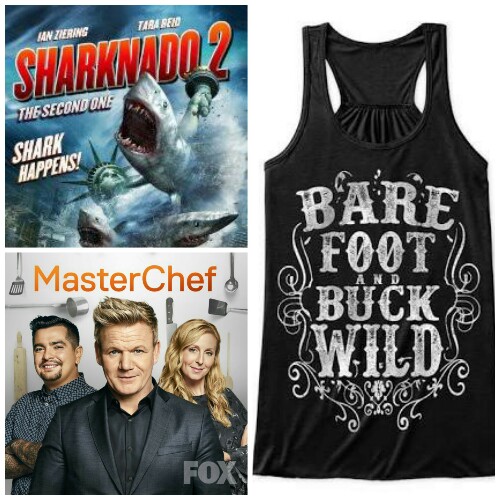 IAN ZIERING
TARA REID
SHARKNADO 2
THE SECOND ONE
SHARK
HAPPENS!
MasterChef
FOX
BARE
FOOT
AND
BUCK
WILD